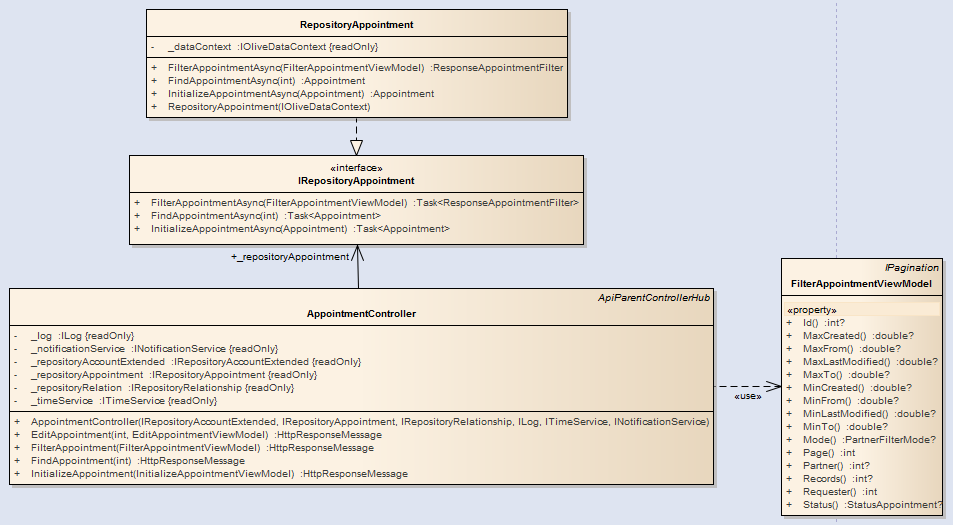 RepositoryAppointment
- _dataContext :IOliveDataContext {readOnly}
+ FilterAppointmentAsync(FilterAppointmentViewModel) :ResponseAppointmentFilter
+ FindAppointmentAsync(int) :Appointment
+ InitializeAppointmentAsync(Appointment) :Appointment
+ RepositoryAppointment(IOliveDataContext)
«interface»
IRepositoryAppointment
+ FilterAppointmentAsync(FilterAppointmentViewModel) :Task<ResponseAppointmentFilter>
+ FindAppointmentAsync(int) :Task<Appointment>
+ InitializeAppointmentAsync(Appointment) :Task<Appointment>
+_repositoryAppointment
ApiParentControllerHub
AppointmentController
- _log :ILog {readOnly}
- _notificationService :INotificationService {readOnly}
- _repositoryAccountExtended :IRepositoryAccountExtended {readOnly}
- _repositoryAppointment :IRepositoryAppointment {readOnly}
- _repositoryRelation :IRepositoryRelationship {readOnly}
- _timeService :ITimeService {readOnly}
+ AppointmentController(IRepositoryAccountExtended, IRepositoryAppointment, IRepositoryRelationship, ILog, ITimeService, INotificationService)
+ EditAppointment(int, EditAppointmentViewModel) :HttpResponseMessage
+ FilterAppointment(FilterAppointmentViewModel) :HttpResponseMessage
+ FindAppointment(int) :HttpResponseMessage
+ InitializeAppointment(InitializeAppointmentViewModel) :HttpResponseMessage
«use»
IPagination
FilterAppointmentViewModel
«property»
+ Id() :int?
+ MaxCreated() :double?
+ MaxFrom() :double?
+ MaxLastModified() :double?
+ MaxTo() :double?
+ MinCreated() :double?
+ MinFrom() :double?
+ MinLastModified() :double?
+ MinTo() :double?
+ Mode() :PartnerFilterMode?
+ Page() :int
+ Partner() :int?
+ Records() :int?
+ Requester() :int
+ Status() :StatusAppointment?